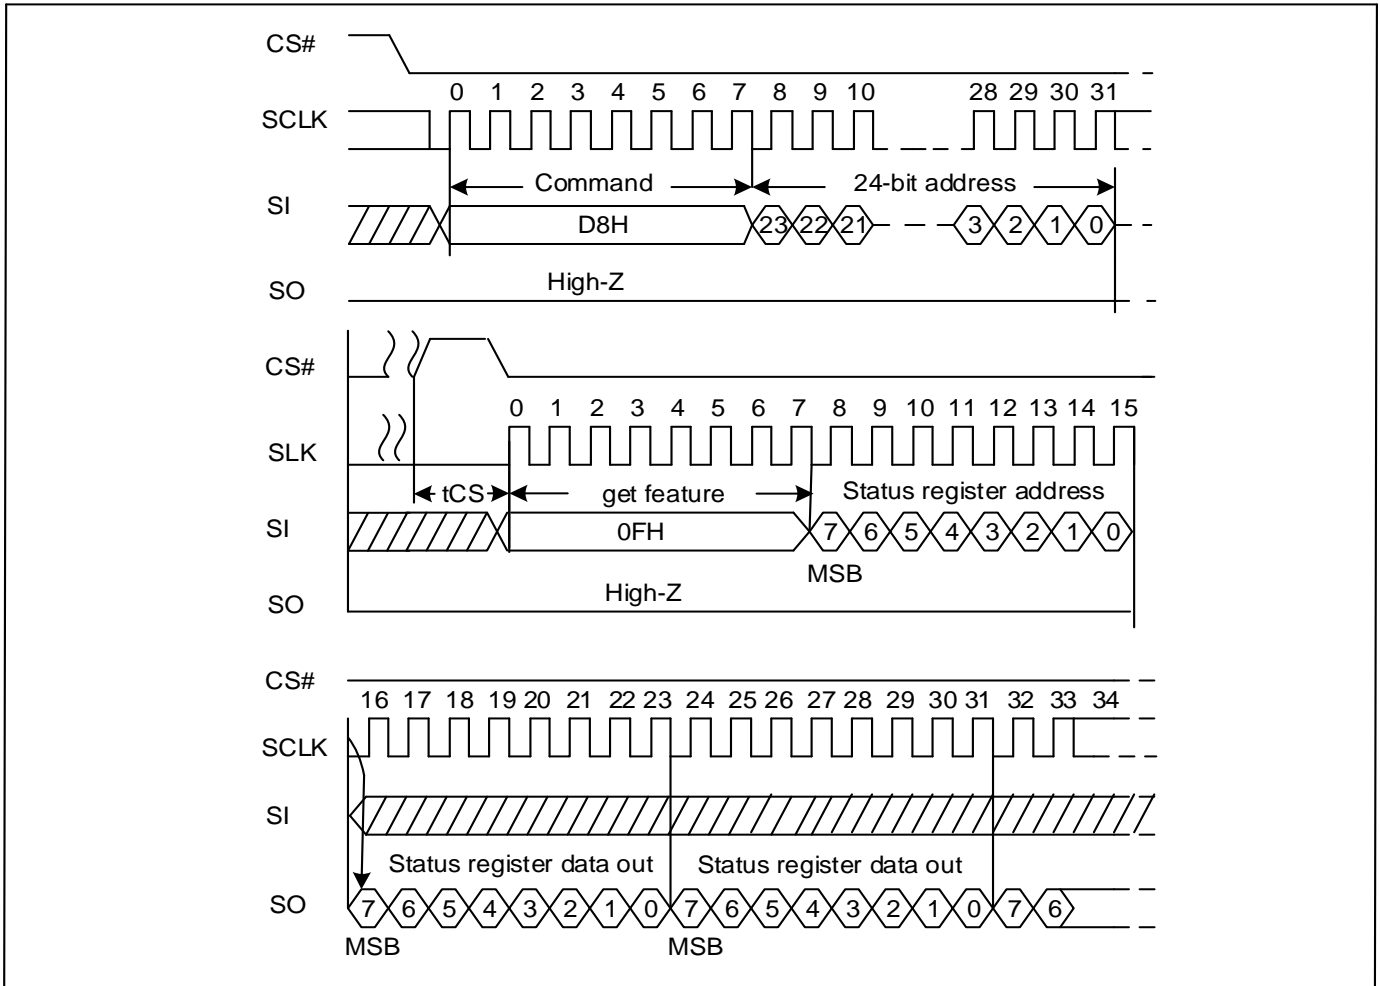 CS#
0 1 2 3 4 5 6 7 8 9 10 28 29 30 31
SCLK
Command 24-bit address
SI
D8H 23 22 21 3 2 1 0
High-Z
SO
CS#
0 1 2 3 4 5 6 7 8 9 10 11 12 13 14 15
SLK
tCS get feature Status register address
SI
0FH 7 6 5 4 3 2 1 0
MSB
High-Z
SO
CS#
16 17 18 19 20 21 22 23 24 25 26 27 28 29 30 31 32 33 34
SCLK
SI
Status register data out Status register data out
SO
7 6 5 4 3 2 1 0 7 6 5 4 3 2 1 0 7 6
MSB MSB